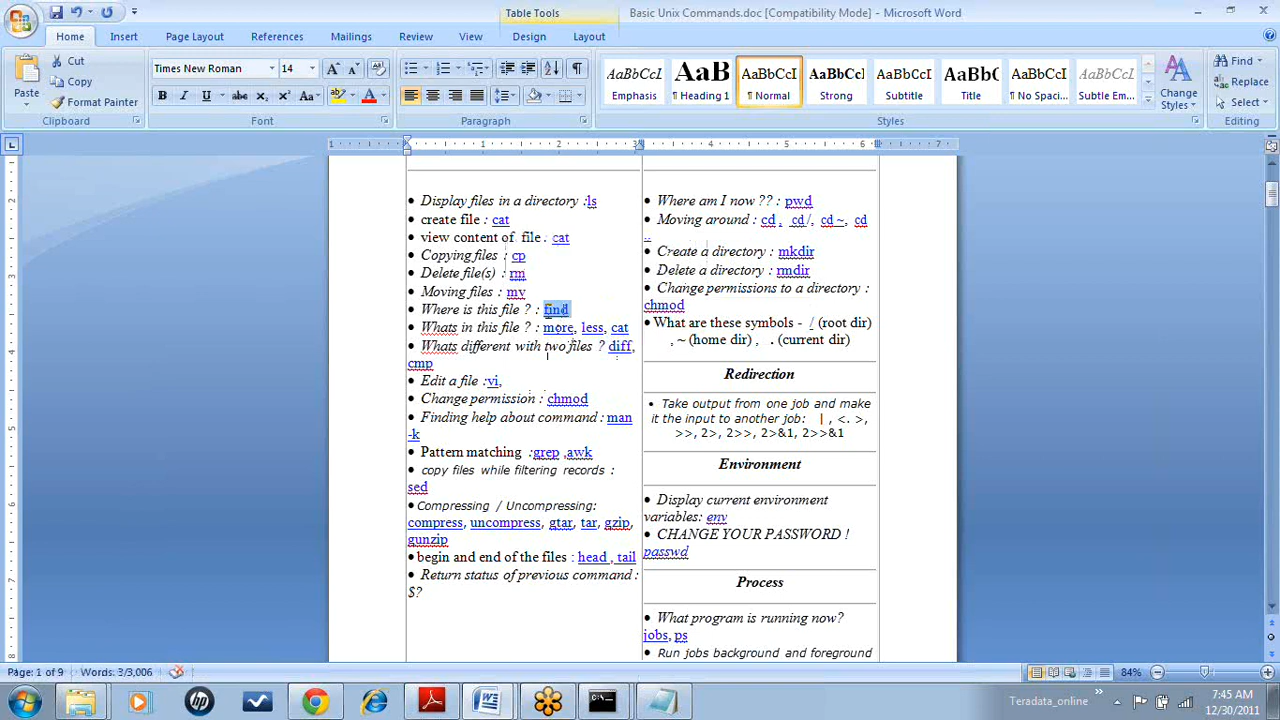 Table Tools
Basic Unix Commands.doc [Compatibility Mode] - Microsoft Word
Home Insert Page Layout References Mailings Review View Design Layout
Paste
Cut
Copy
Format Painter
Clipboard
Times New Roman 14
B I U
Font
Paragraph
AaBbCcI AaB AaBbCcI AaBbCcI AaBbCcI AaB(C AaBbCcI AaBbCcI
Emphasis ¶ Heading 1 ¶ Normal Strong Subtitle Title ¶ No Spaci... Subtle Em...
Styles
Change
Styles
Find
Replace
Select
Editing
1 1 2 3 4 5 6 7
• Display files in a directory :ls
• create file : cat
• view content of file : cat
• Copying files : cp
• Delete file(s) : rm
• Moving files : mv
• Where is this file ? : find
• Whats in this file ? : more, less, cat
• Whats different with two files ? diff,
cmp
• Edit a file :vi,
• Change permission : chmod
• Finding help about command : man
-k
• Pattern matching :grep ,awk
• copy files while filtering records :
sed
• Compressing / Uncompressing:
compress, uncompress, gtar, tar, gzip,
gunzip
• begin and end of the files : head , tail
• Return status of previous command :
$?
• Where am I now ?? : pwd
• Moving around : cd , cd /, cd ~, cd
..
• Create a directory : mkdir
• Delete a directory : rmdir
• Change permissions to a directory :
chmod
• What are these symbols - / (root dir)
, ~ (home dir) , . (current dir)
Redirection
• Take output from one job and make
it the input to another job: | , <. >,
>>, 2>, 2>>, 2>&1, 2>>&1
Environment
• Display current environment
variables: env
• CHANGE YOUR PASSWORD !
passwd
Process
• What program is running now?
jobs, ps
• Run jobs background and foreground
Page: 1 of 9 Words: 3/3,006 84%
Teradata_online
7:45 AM
12/30/2011